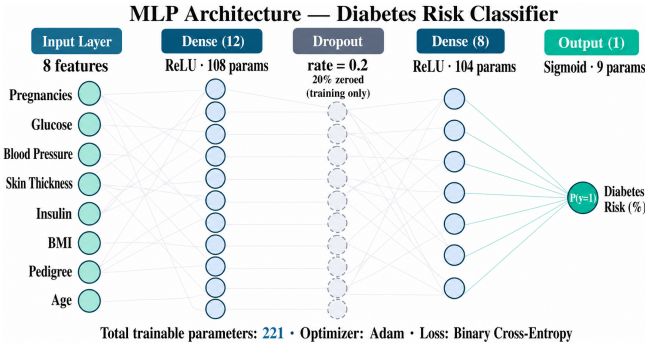 MLP Architecture — Diabetes Risk Classifier
Input Layer
Dense (12)
Dropout
Dense (8)
Output (1)
8 features
ReLU · 108 params
rate = 0.2
ReLU · 104 params
Sigmoid · 9 params
20% zeroed
(training only)
Pregnancies
Glucose
Blood Pressure
Skin Thickness
Insulin
BMI
Pedigree
Age
P(y=1)
Diabetes
Risk (%)
Total trainable parameters: 221 · Optimizer: Adam · Loss: Binary Cross-Entropy